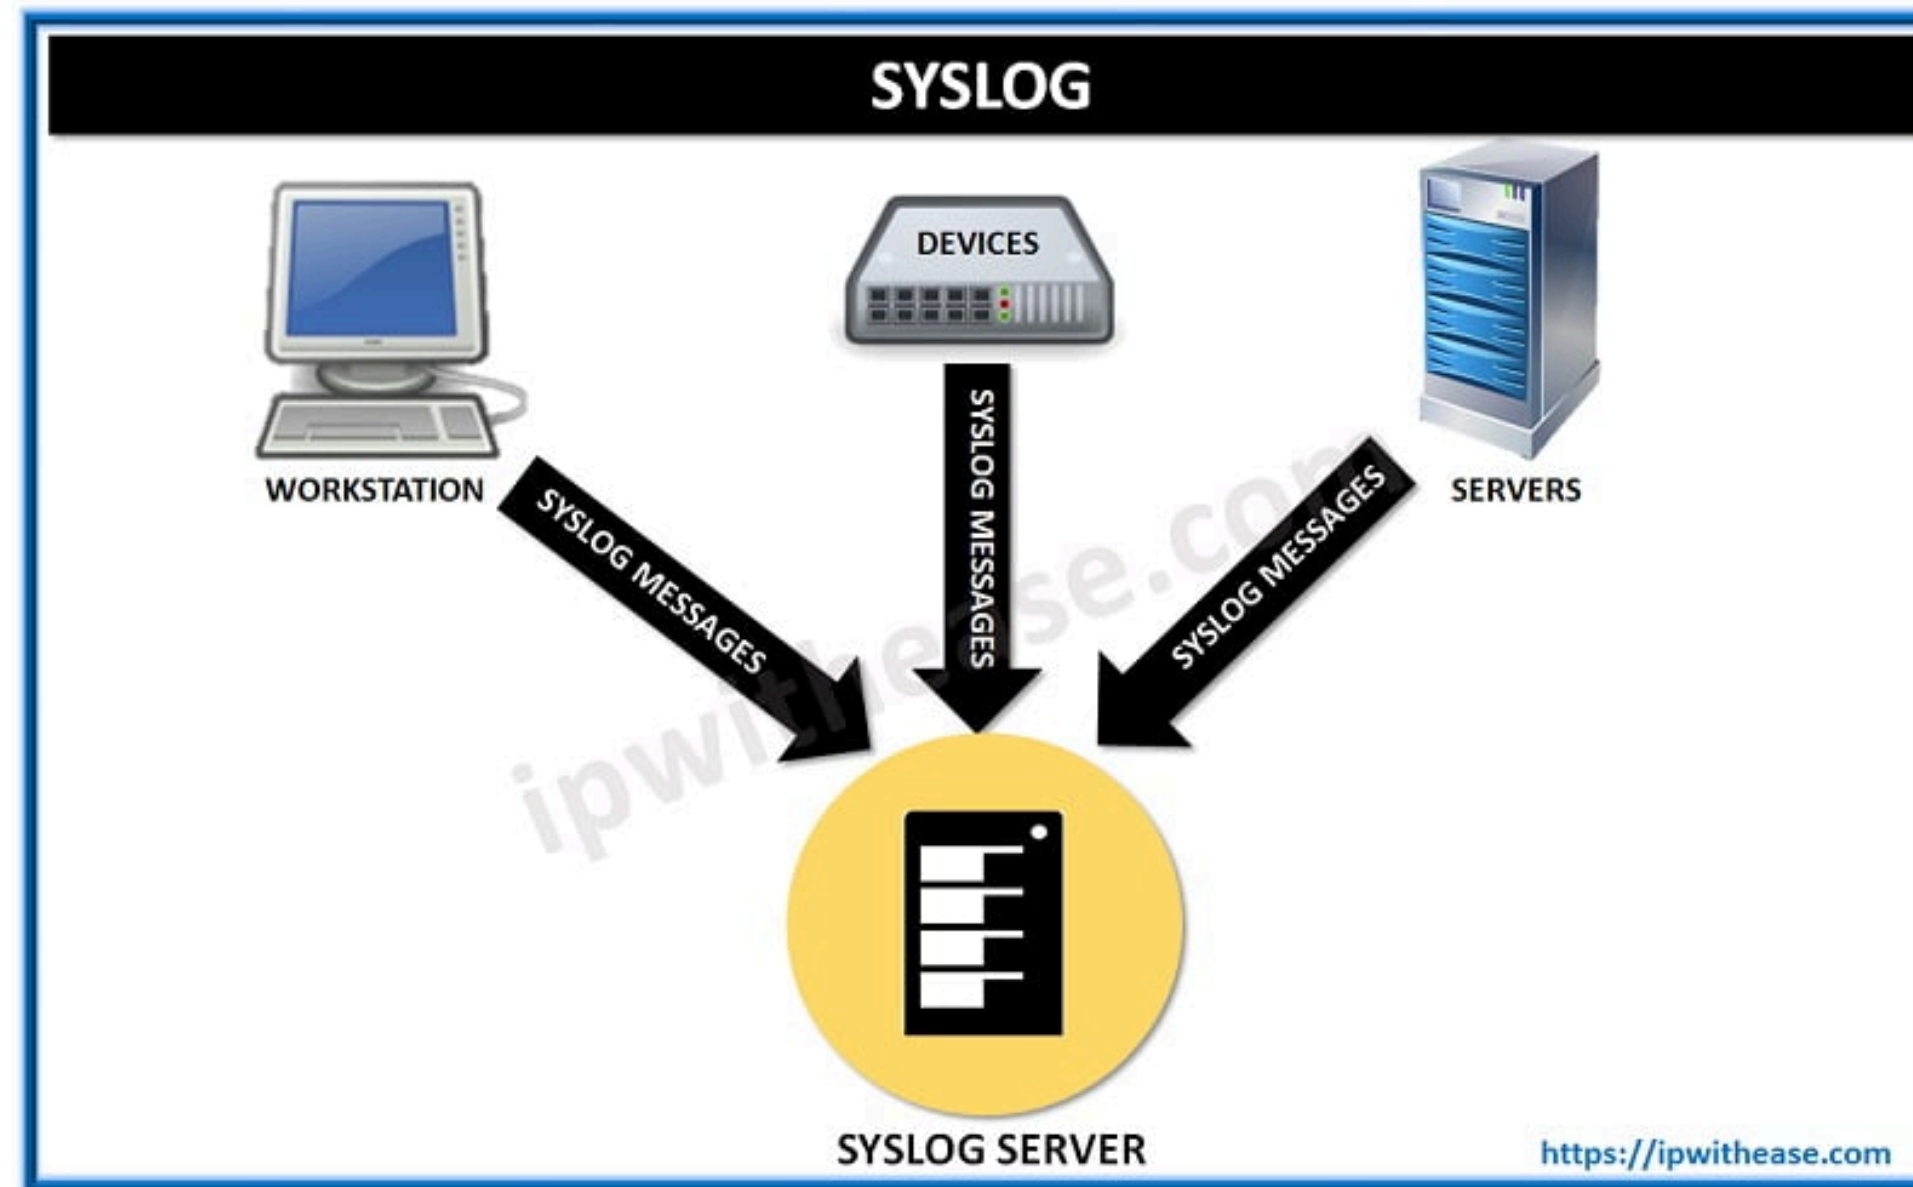 SYSLOG
DEVICES
WORKSTATION
SERVERS
SYSLOG MESSAGES
SYSLOG MESSAGES
SYSLOG MESSAGES
ipwithease.com
SYSLOG SERVER
https://ipwithease.com